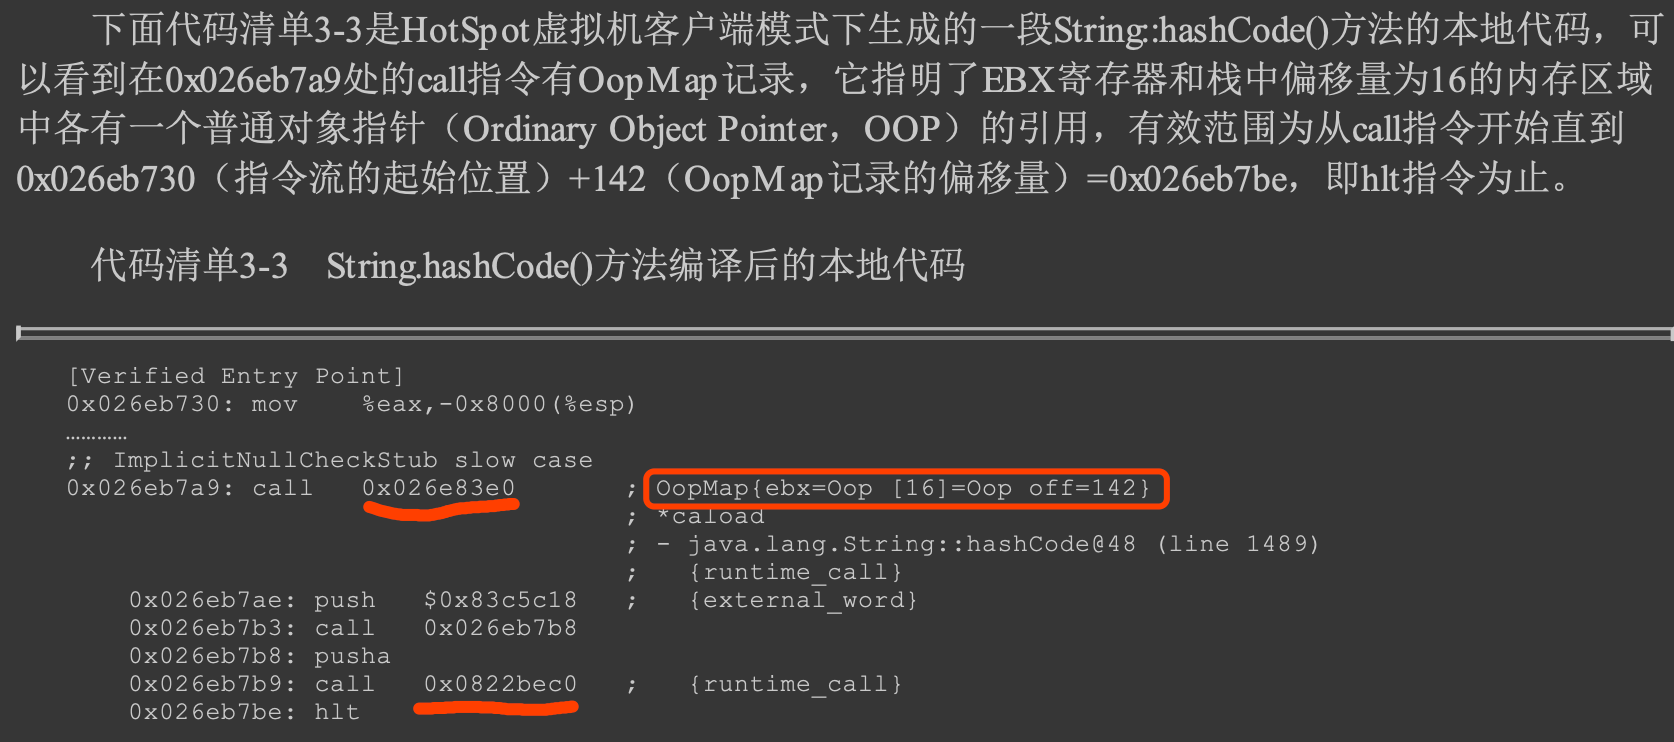 下面代码清单3-3是HotSpot虚拟机客户端模式下生成的一段String::hashCode()方法的本地代码，可
以看到在0x026eb7a9处的call指令有OopMap记录，它指明了EBX寄存器和栈中偏移量为16的内存区域
中各有一个普通对象指针（Ordinary Object Pointer，OOP）的引用，有效范围为从call指令开始直到
0x026eb730（指令流的起始位置）+142（OopMap记录的偏移量）=0x026eb7be，即hlt指令为止。
代码清单3-3　String.hashCode()方法编译后的本地代码
[Verified Entry Point]
0x026eb730: mov    %eax,-0x8000(%esp)
…………
;; ImplicitNullCheckStub slow case
0x026eb7a9: call   0x026e83e0       ; OopMap{ebx=Oop [16]=Oop off=142}
; *caload
; - java.lang.String::hashCode@48 (line 1489)
;   {runtime_call}
0x026eb7ae: push   $0x83c5c18   ;   {external_word}
0x026eb7b3: call   0x026eb7b8
0x026eb7b8: pusha
0x026eb7b9: call   0x0822bec0   ;   {runtime_call}
0x026eb7be: hlt